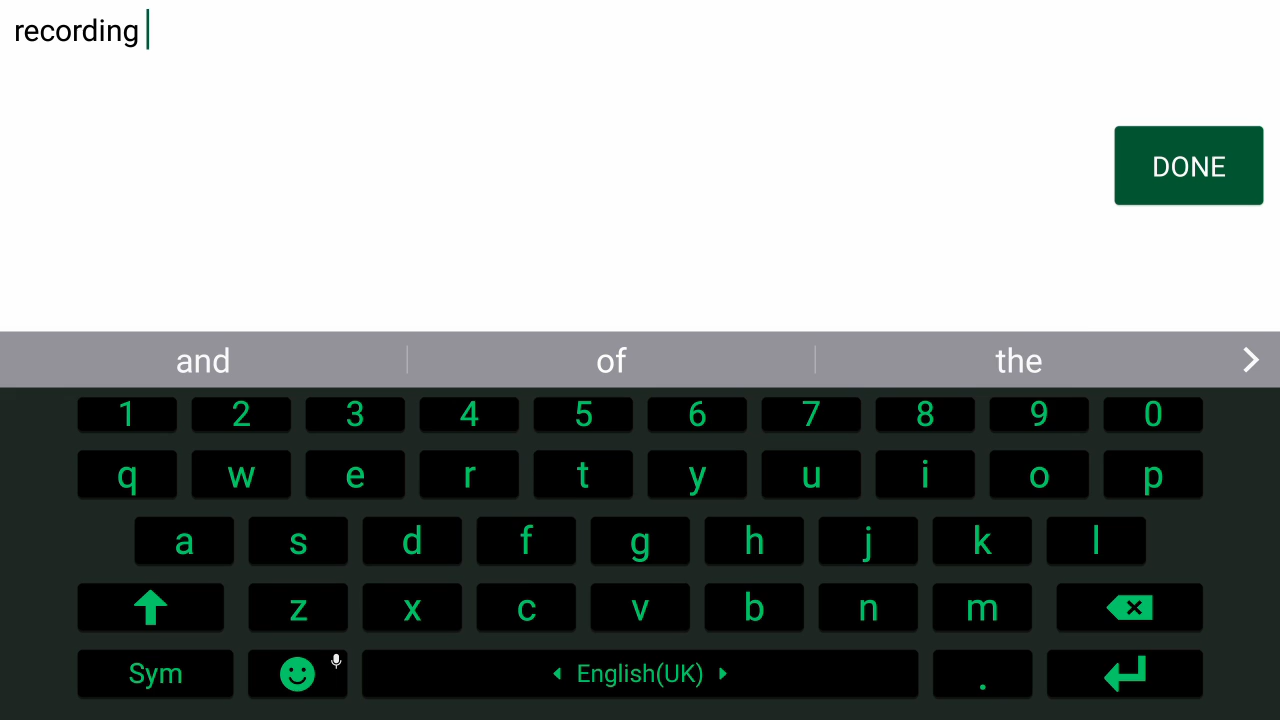 recording
DONE
and of the
1 2 3 4 5 6 7 8 9 0
q w e r t y u i o p
a s d f g h j k l
z x c v b n m
Sym English(UK) .